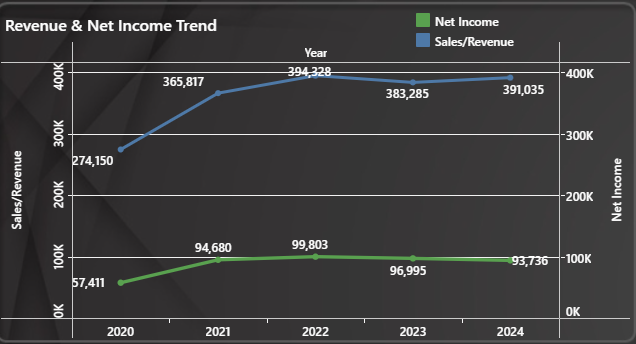 Revenue & Net Income Trend
Net Income
Sales/Revenue
Year
400K
300K
200K
100K
0K
Sales/Revenue
274,150
365,817
394,328
383,285
391,035
57,411
94,680
99,803
96,995
93,736
400K
300K
200K
100K
0K
Net Income
2020
2021
2022
2023
2024